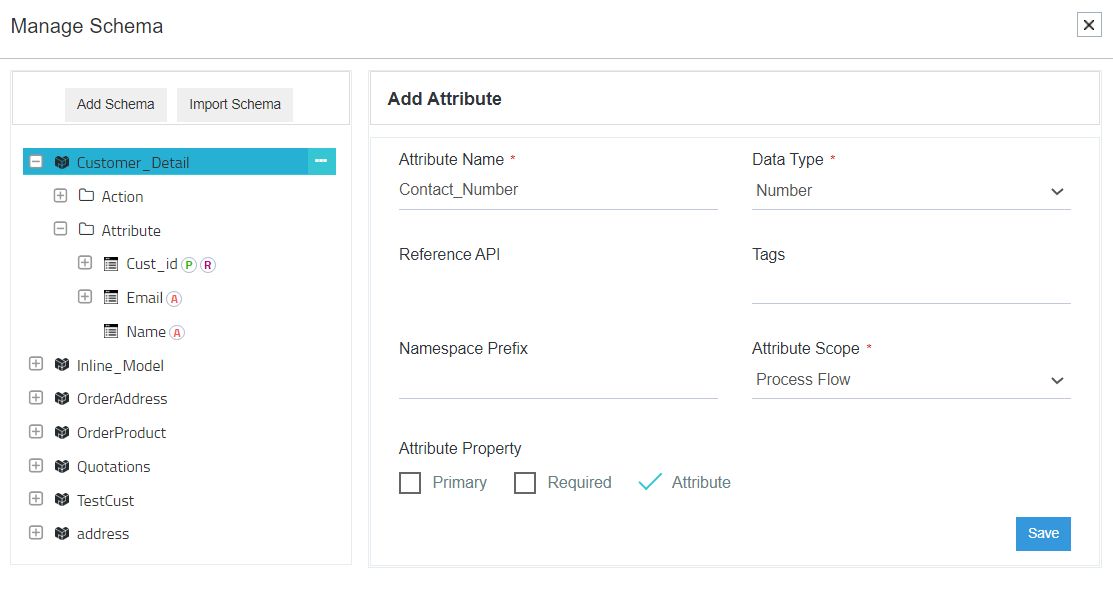 Manage Schema
Add Schema Import Schema
Customer_Detail
Action
Attribute
Cust_id P R
Email A
Name A
Inline_Model
OrderAddress
OrderProduct
Quotations
TestCust
address
Add Attribute
Attribute Name * Data Type *
Contact_Number Number
Reference API Tags
Namespace Prefix Attribute Scope *
Process Flow
Attribute Property
Primary Required Attribute
Save